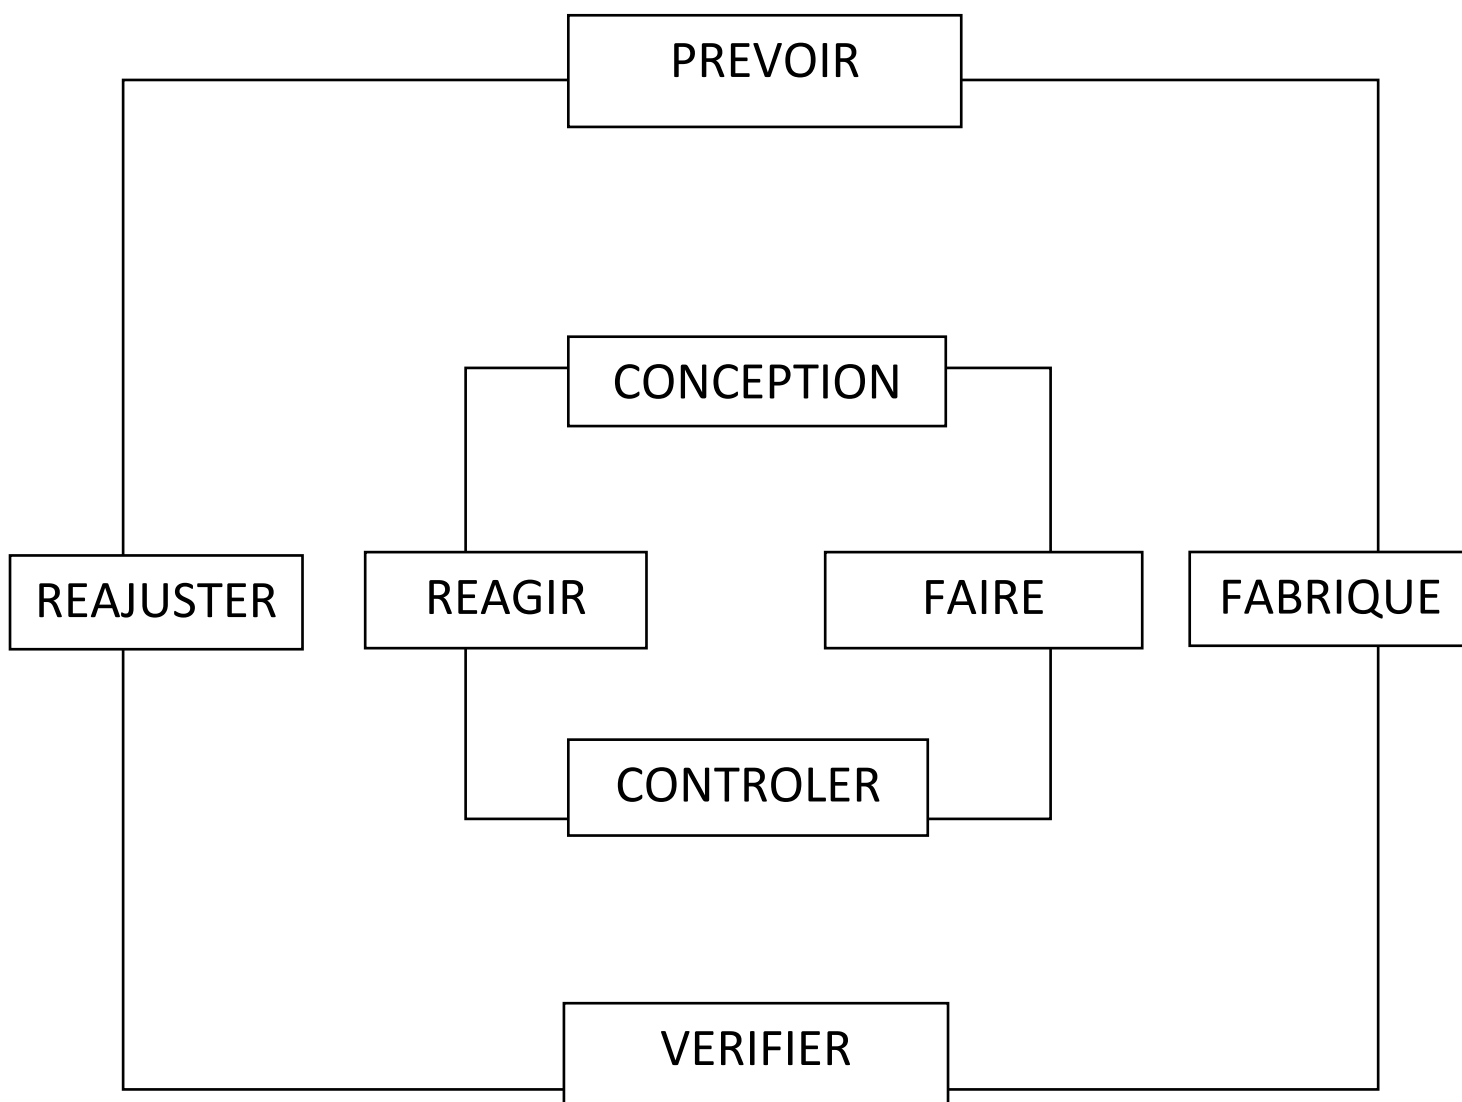 PREVOIR
CONCEPTION
REAJUSTER
REAGIR
FAIRE
FABRIQUE
CONTROLER
VERIFIER